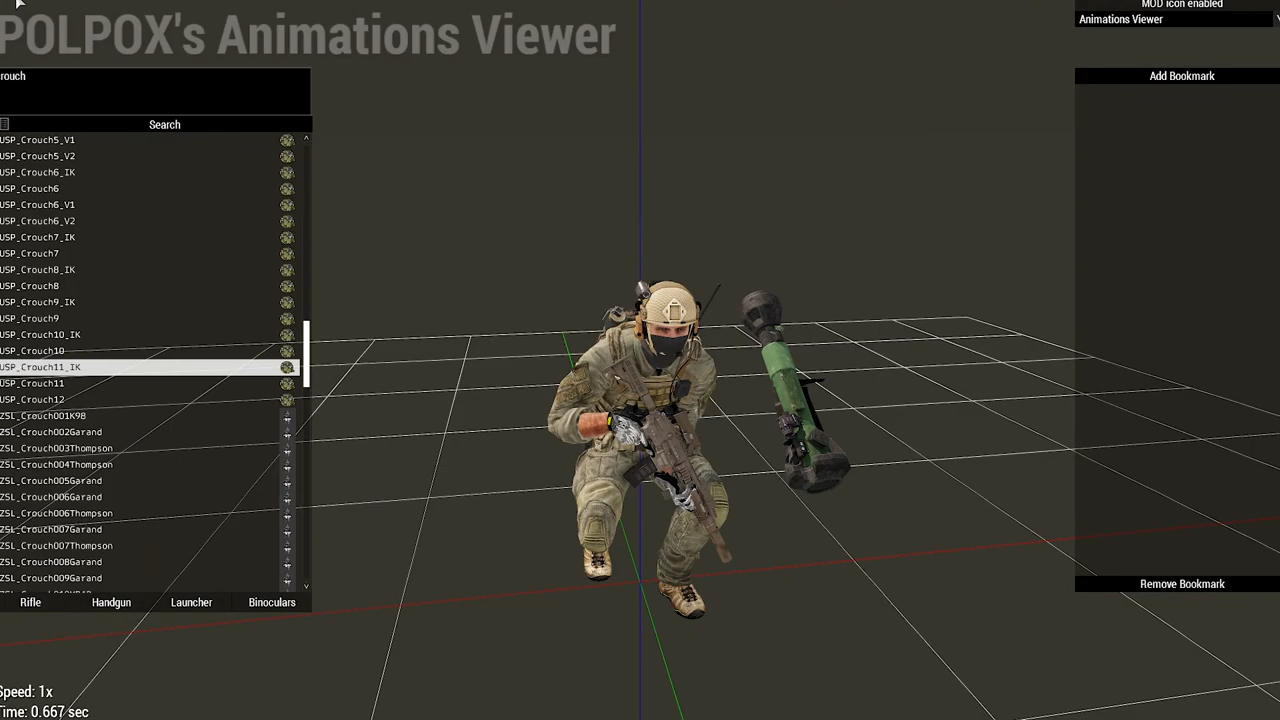 MOD icon enabled
POLPOX's Animations Viewer
Animations Viewer
rouch
Add Bookmark
Search
USP_Crouch5_V1
USP_Crouch5_V2
USP_Crouch6_IK
USP_Crouch6
USP_Crouch6_V1
USP_Crouch6_V2
USP_Crouch7_IK
USP_Crouch7
USP_Crouch8_IK
USP_Crouch8
USP_Crouch9_IK
USP_Crouch9
USP_Crouch10_IK
USP_Crouch10
USP_Crouch11_IK
USP_Crouch11
USP_Crouch12
ZSL_Crouch001K98
ZSL_Crouch002Garand
ZSL_Crouch003Thompson
ZSL_Crouch004Thompson
ZSL_Crouch005Garand
ZSL_Crouch006Garand
ZSL_Crouch006Thompson
ZSL_Crouch007Garand
ZSL_Crouch007Thompson
ZSL_Crouch008Garand
ZSL_Crouch009Garand
Remove Bookmark
Rifle Handgun Launcher Binoculars
Speed: 1x
Time: 0.667 sec